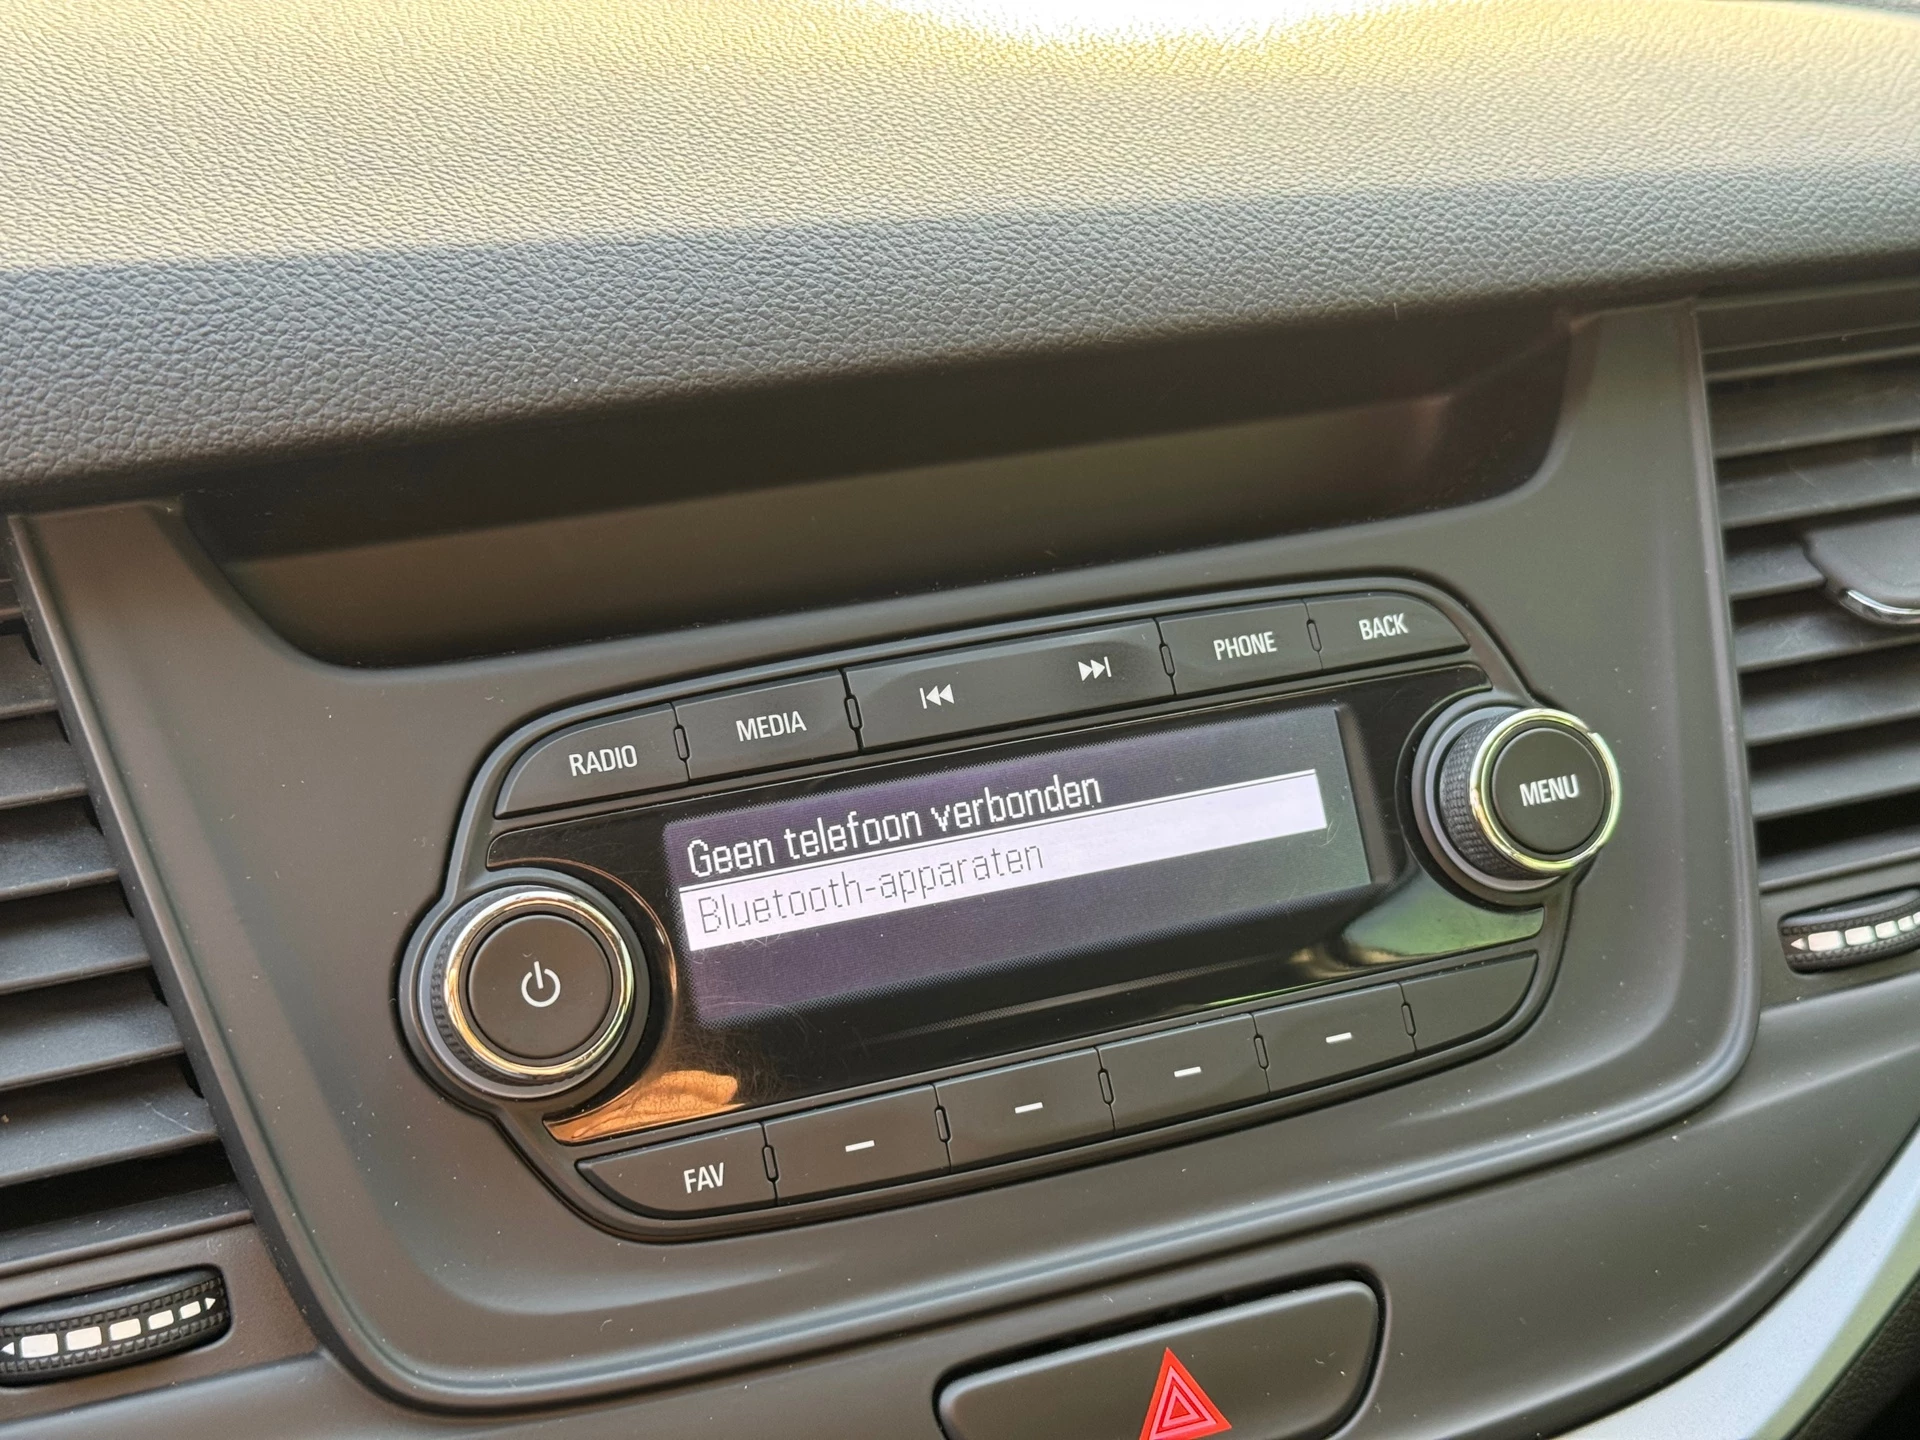 RADIO
MEDIA
PHONE
BACK
Geen telefoon verbonden
Bluetooth-apparaten
MENU
FAV